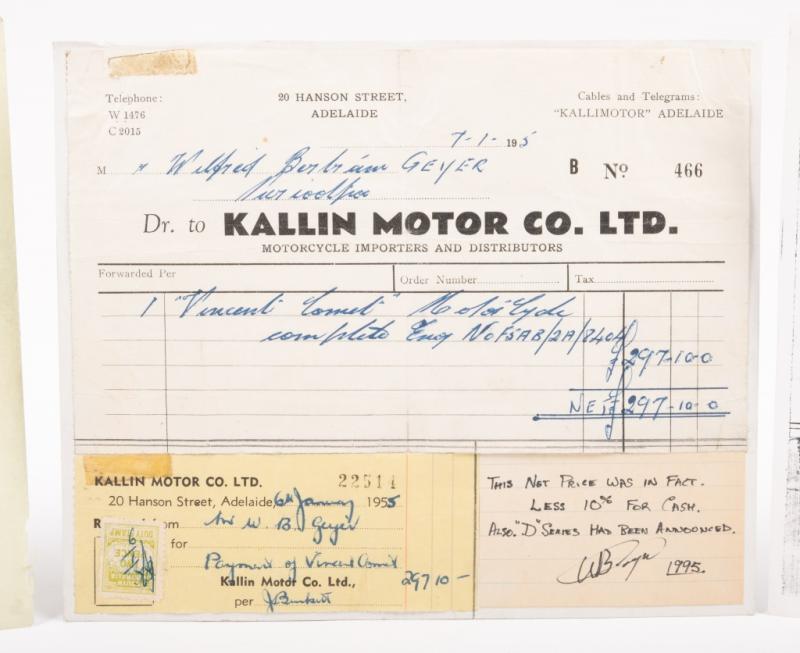 Telephone:
W 1476
C 2015
20 HANSON STREET,
ADELAIDE
Cables and Telegrams:
"KALLIMOTOR" ADELAIDE
7-1-1955
M r Wilfred Bertram GEYER
B No 466
Dr. to KALLIN MOTOR CO. LTD.
MOTORCYCLE IMPORTERS AND DISTRIBUTORS
Forwarded Per
Order Number
Tax
1 "Vincent Comet" Motor Cycle
complete Eng No F5AB/2A/8404
£ 297-10-0
NET £ 297-10-0
KALLIN MOTOR CO. LTD. 22514
20 Hanson Street, Adelaide, 6th January 1955
R from Mr W. B. Geyer
for
Payment of Vincent Comet
Kallin Motor Co. Ltd., 297 10 -
per
THIS NET PRICE WAS IN FACT.
LESS 10% FOR CASH.
ALSO "D" SERIES HAD BEEN ANNOUNCED.
WBGeyer 1995.